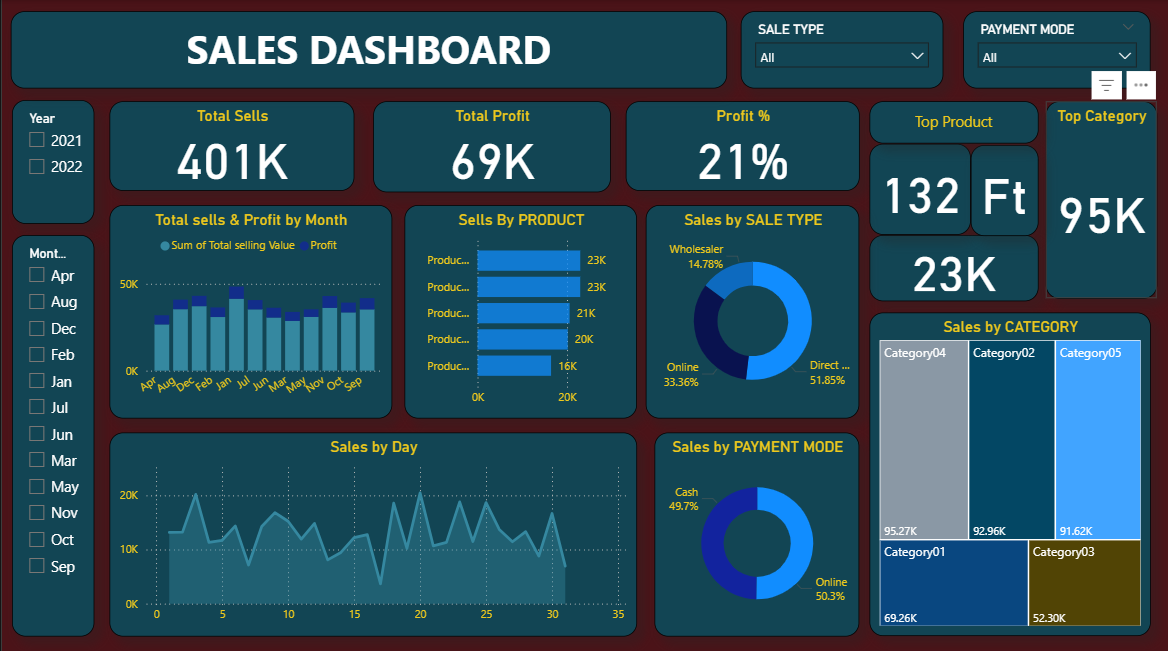 SALES DASHBOARD
SALE TYPE
All
PAYMENT MODE
All
Year
2021
2022
Total Sells
401K
Total Profit
69K
Profit %
21%
Top Product
132 Ft
23K
Top Category
95K
Mont...
Apr
Aug
Dec
Feb
Jan
Jul
Jun
Mar
May
Nov
Oct
Sep
Total sells & Profit by Month
Sum of Total selling Value Profit
50K
0K
Apr Aug Dec Feb Jan Jul Jun Mar May Nov Oct Sep
Sells By PRODUCT
Produc... 23K
Produc... 23K
Produc... 21K
Produc... 20K
Produc... 16K
0K 20K
Sales by SALE TYPE
Wholesaler
14.78%
Online
33.36%
Direct ...
51.85%
Sales by CATEGORY
Category04
95.27K
Category02
92.96K
Category05
91.62K
Category01
69.26K
Category03
52.30K
Sales by Day
20K
10K
0K
0 5 10 15 20 25 30 35
Sales by PAYMENT MODE
Cash
49.7%
Online
50.3%